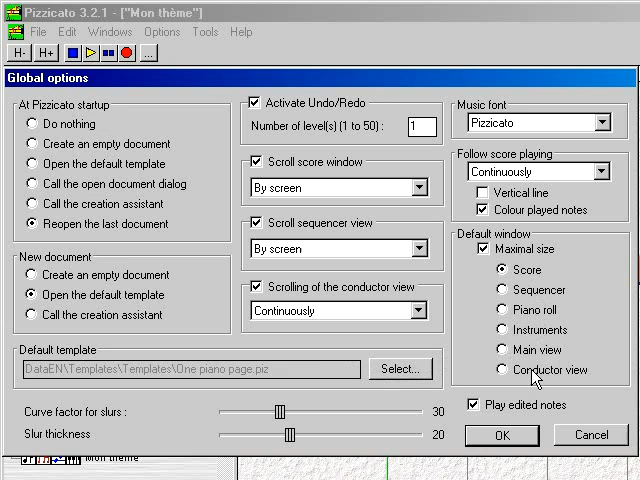 Pizzicato 3.2.1 - ["Mon thème"]
File Edit Windows Options Tools Help
H- H+ ...
Global options
At Pizzicato startup
Do nothing
Create an empty document
Open the default template
Call the open document dialog
Call the creation assistant
Reopen the last document
New document
Create an empty document
Open the default template
Call the creation assistant
Activate Undo/Redo
Number of level(s) (1 to 50) : 1
Scroll score window
By screen
Scroll sequencer view
By screen
Scrolling of the conductor view
Continuously
Music font
Pizzicato
Follow score playing
Continuously
Vertical line
Colour played notes
Default window
Maximal size
Score
Sequencer
Piano roll
Instruments
Main view
Conductor view
Default template
DataEN\Templates\Templates\One piano page.piz Select...
Curve factor for slurs : 30
Slur thickness 20
Play edited notes
OK Cancel
Mon thème